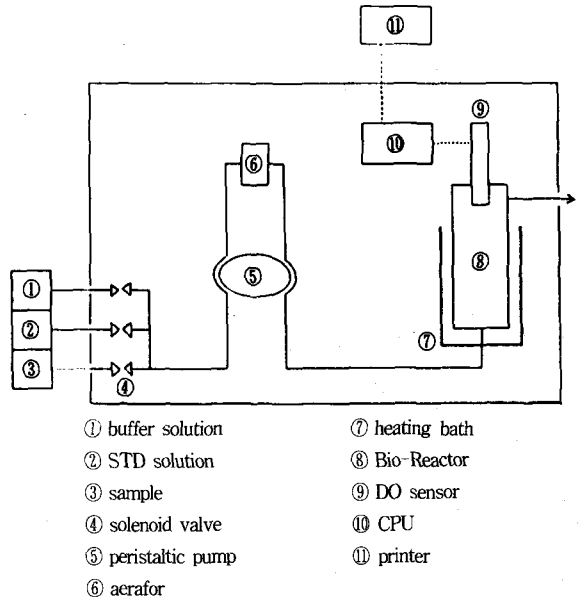 ⑪
⑨
⑩
⑥
⑤
⑧
①
②
③
④
⑦
① buffer solution
② STD solution
③ sample
④ solenoid valve
⑤ peristaltic pump
⑥ aerafor
⑦ heating bath
⑧ Bio-Reactor
⑨ DO sensor
⑩ CPU
⑪ printer